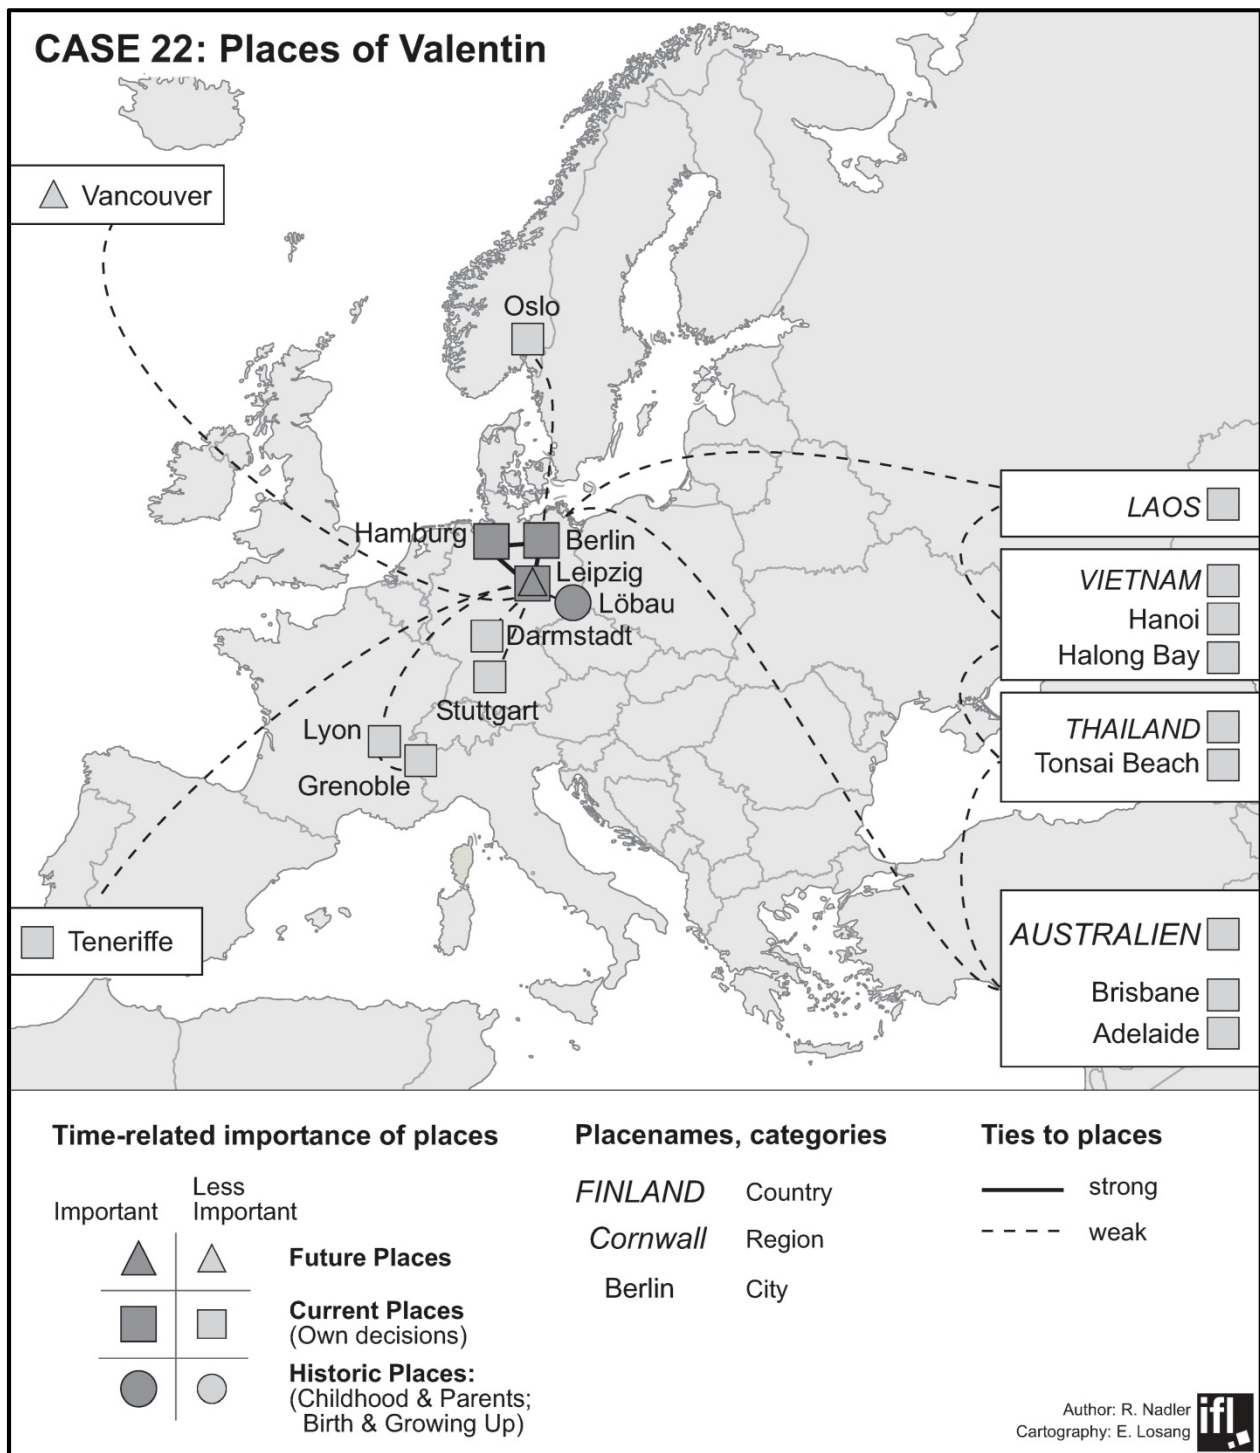 CASE 22: Places of Valentin
Vancouver
Oslo
Hamburg
Berlin
Leipzig
Löbau
Darmstadt
Stuttgart
Lyon
Grenoble
Teneriffe
LAOS
VIETNAM
Hanoi
Halong Bay
THAILAND
Tonsai Beach
AUSTRALIEN
Brisbane
Adelaide
Time-related importance of places
Important
Less
Important
Future Places
Current Places
(Own decisions)
Historic Places:
(Childhood & Parents;
Birth & Growing Up)
Placenames, categories
FINLAND Country
Cornwall Region
Berlin City
Ties to places
strong
weak
Author: R. Nadler
Cartography: E. Losang
ifl